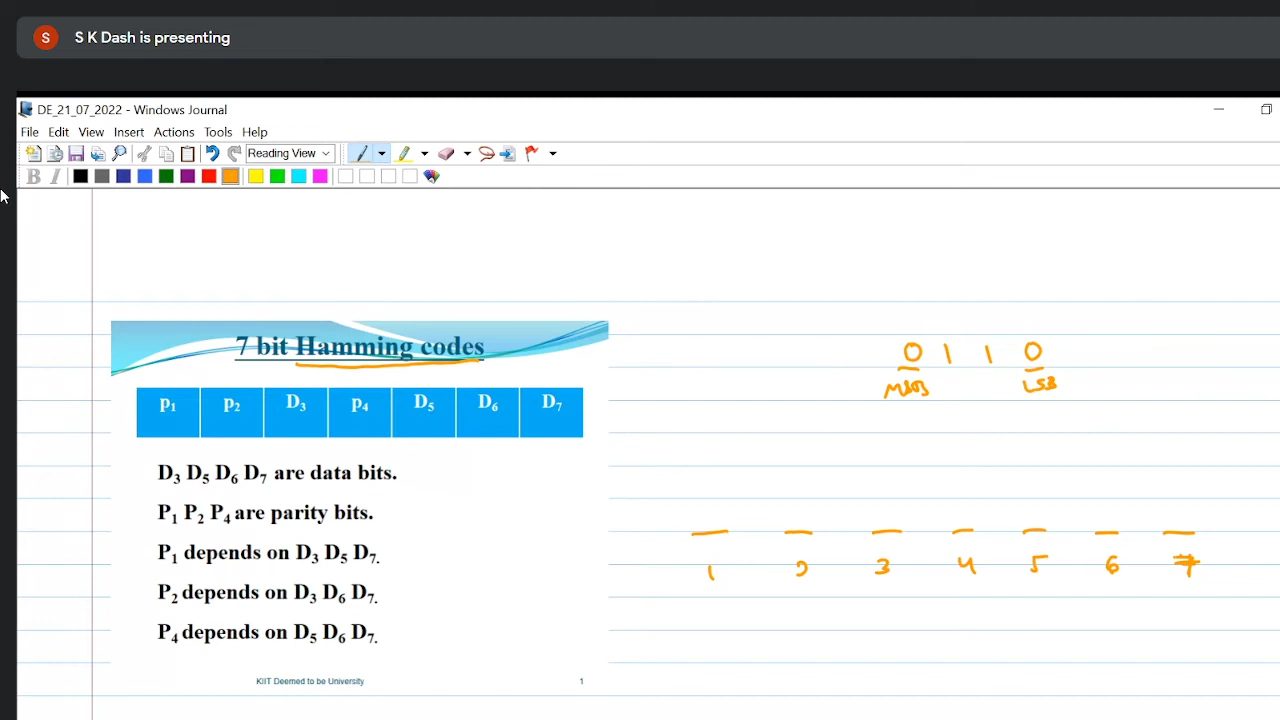 S
S K Dash is presenting
DE_21_07_2022 - Windows Journal
File Edit View Insert Actions Tools Help
Reading View
B I
7 bit Hamming codes
p1 p2 D3 p4 D5 D6 D7
D3 D5 D6 D7 are data bits.
P1 P2 P4 are parity bits.
P1 depends on D3 D5 D7.
P2 depends on D3 D6 D7.
P4 depends on D5 D6 D7.
KIIT Deemed to be University 1
0 1 1 0
MSB LSB
1 2 3 4 5 6 7